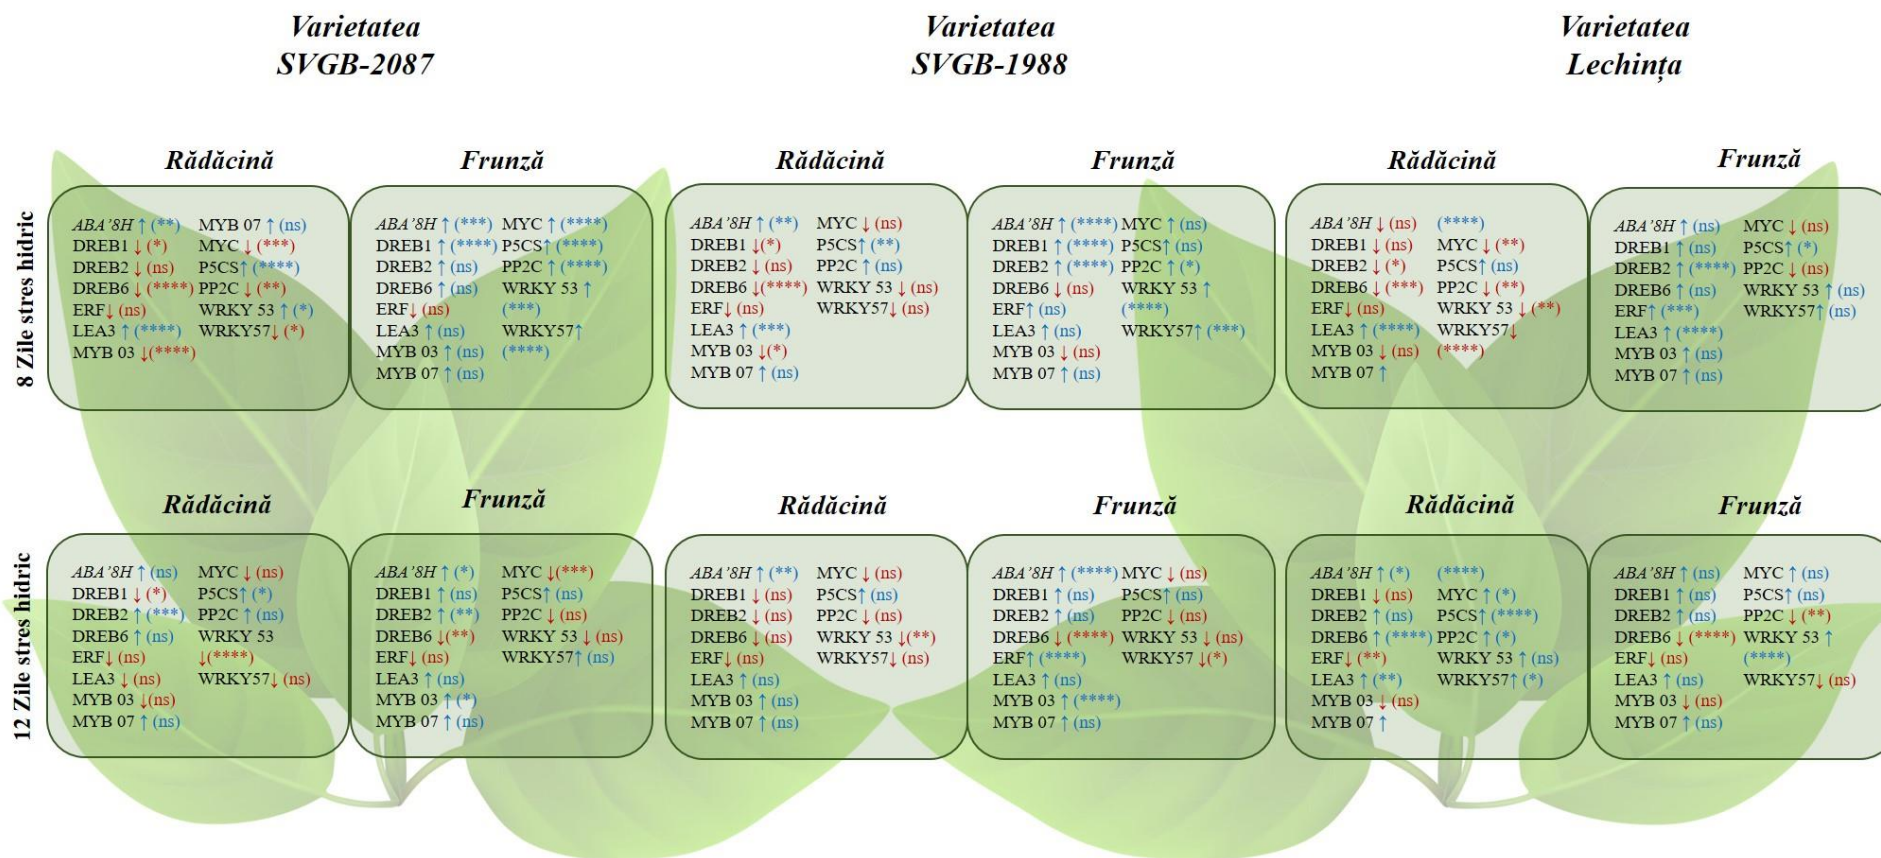 Varietatea
SVGB-2087
Varietatea
SVGB-1988
Varietatea
Lechința
8 Zile stres hidric
Rădăcină
ABA'8H ↑ (**)
DREB1 ↓ (*)
DREB2 ↓ (ns)
DREB6 ↓ (****)
ERF↓ (ns)
LEA3 ↑ (****)
MYB 03 ↓(****)
MYB 07 ↑ (ns)
MYC ↓ (***)
P5CS↑ (****)
PP2C ↓ (**)
WRKY 53 ↑ (*)
WRKY57↓ (*)
Frunză
ABA'8H ↑ (***)
DREB1 ↑ (****)
DREB2 ↑ (ns)
DREB6 ↑ (ns)
ERF↓ (ns)
LEA3 ↑ (ns)
MYB 03 ↑ (ns)
MYB 07 ↑ (ns)
MYC ↑ (****)
P5CS↑ (****)
PP2C ↑ (****)
WRKY 53 ↑
(***)
WRKY57↑
(****)
Rădăcină
ABA'8H ↑ (**)
DREB1 ↓(*)
DREB2 ↓ (ns)
DREB6 ↓(****)
ERF↓ (ns)
LEA3 ↑ (***)
MYB 03 ↓(*)
MYB 07 ↑ (ns)
MYC ↓ (ns)
P5CS↑ (**)
PP2C ↑ (ns)
WRKY 53 ↓ (ns)
WRKY57↓ (ns)
Frunză
ABA'8H ↑ (****)
DREB1 ↑ (****)
DREB2 ↑ (****)
DREB6 ↓ (ns)
ERF↑ (ns)
LEA3 ↑ (ns)
MYB 03 ↓ (ns)
MYB 07 ↑ (ns)
MYC ↑ (ns)
P5CS↑ (ns)
PP2C ↑ (*)
WRKY 53 ↑
(****)
WRKY57↑ (***)
Rădăcină
ABA'8H ↓ (ns)
DREB1 ↓ (ns)
DREB2 ↓ (*)
DREB6 ↓ (***)
ERF↓ (ns)
LEA3 ↑ (****)
MYB 03 ↓ (ns)
MYB 07 ↑
(****)
MYC ↓ (**)
P5CS↑ (ns)
PP2C ↓ (**)
WRKY 53 ↓ (**)
WRKY57↓
(****)
Frunză
ABA'8H ↑ (ns)
DREB1 ↑ (ns)
DREB2 ↑ (****)
DREB6 ↑ (ns)
ERF↑ (***)
LEA3 ↑ (****)
MYB 03 ↑ (ns)
MYB 07 ↑ (ns)
MYC ↓ (ns)
P5CS↑ (*)
PP2C ↓ (ns)
WRKY 53 ↑ (ns)
WRKY57↑ (ns)
12 Zile stres hidric
Rădăcină
ABA'8H ↑ (ns)
DREB1 ↓ (*)
DREB2 ↑ (***)
DREB6 ↑ (ns)
ERF↓ (ns)
LEA3 ↓ (ns)
MYB 03 ↓(ns)
MYB 07 ↑ (ns)
MYC ↓ (ns)
P5CS↑ (*)
PP2C ↑ (ns)
WRKY 53
↓(****)
WRKY57↓ (ns)
Frunză
ABA'8H ↑ (*)
DREB1 ↑ (ns)
DREB2 ↑ (**)
DREB6 ↓(**)
ERF↓ (ns)
LEA3 ↑ (ns)
MYB 03 ↑ (*)
MYB 07 ↑ (ns)
MYC ↓(***)
P5CS↑ (ns)
PP2C ↓ (ns)
WRKY 53 ↓ (ns)
WRKY57↑ (ns)
Rădăcină
ABA'8H ↑ (**)
DREB1 ↓ (ns)
DREB2 ↓ (ns)
DREB6 ↓ (ns)
ERF↓ (ns)
LEA3 ↑ (ns)
MYB 03 ↑ (ns)
MYB 07 ↑ (ns)
MYC ↓ (ns)
P5CS↑ (ns)
PP2C ↓ (ns)
WRKY 53 ↓(**)
WRKY57↓ (ns)
Frunză
ABA'8H ↑ (****)
DREB1 ↑ (ns)
DREB2 ↑ (ns)
DREB6 ↓ (****)
ERF↑ (****)
LEA3 ↑ (ns)
MYB 03 ↑ (****)
MYB 07 ↑ (ns)
MYC ↓ (ns)
P5CS↑ (ns)
PP2C ↓ (ns)
WRKY 53 ↓ (ns)
WRKY57 ↓(*)
Rădăcină
ABA'8H ↑ (*)
DREB1 ↓ (ns)
DREB2 ↑ (ns)
DREB6 ↑ (****)
ERF↓ (**)
LEA3 ↑ (**)
MYB 03 ↓ (ns)
MYB 07 ↑
(****)
MYC ↑ (*)
P5CS↑ (****)
PP2C ↑ (*)
WRKY 53 ↑ (ns)
WRKY57↑ (*)
Frunză
ABA'8H ↑ (ns)
DREB1 ↑ (ns)
DREB2 ↑ (ns)
DREB6 ↓ (****)
ERF↓ (ns)
LEA3 ↑ (ns)
MYB 03 ↓ (ns)
MYB 07 ↑ (ns)
MYC ↑ (ns)
P5CS↑ (ns)
PP2C ↓ (**)
WRKY 53 ↑
(****)
WRKY57↓ (ns)